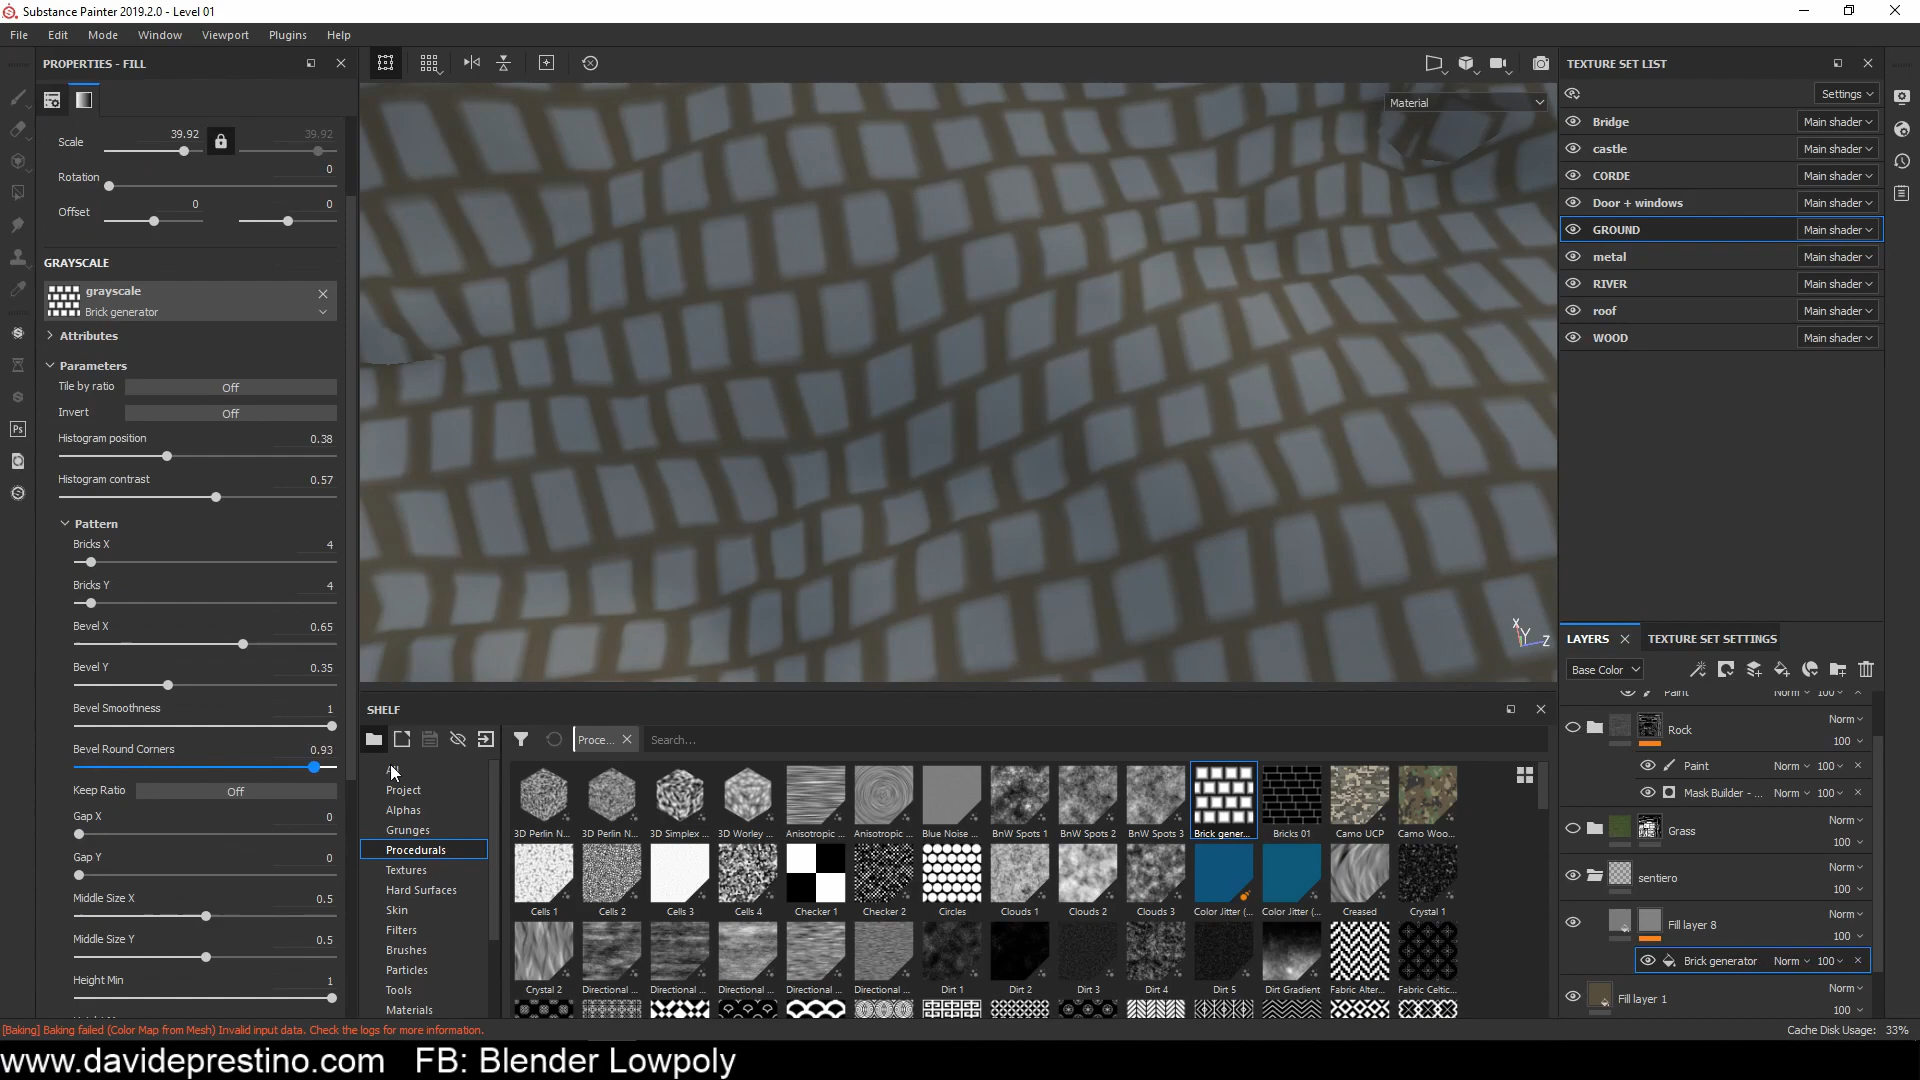 Substance Painter 2019.2.0 - Level 01
File Edit Mode Window Viewport Plugins Help
PROPERTIES - FILL
Scale 39.92 39.92
Rotation 0
Offset 0 0
GRAYSCALE
grayscale
Brick generator
Attributes
Parameters
Tile by ratio Off
Invert Off
Histogram position 0.38
Histogram contrast 0.57
Pattern
Bricks X 4
Bricks Y 4
Bevel X 0.65
Bevel Y 0.35
Bevel Smoothness 1
Bevel Round Corners 0.93
Keep Ratio Off
Gap X 0
Gap Y 0
Middle Size X 0.5
Middle Size Y 0.5
Height Min 1
Ps
Material
X Y Z
SHELF
Proce... Search...
Project
Alphas
Grunges
Procedurals
Textures
Hard Surfaces
Skin
Filters
Brushes
Particles
Tools
Materials
3D Perlin N... 3D Perlin N... 3D Simplex ... 3D Worley ... Anisotropic ... Anisotropic ... Blue Noise ... BnW Spots 1 BnW Spots 2 BnW Spots 3 Brick gener... Bricks 01 Camo UCP Camo Woo...
Cells 1 Cells 2 Cells 3 Cells 4 Checker 1 Checker 2 Circles Clouds 1 Clouds 2 Clouds 3 Color Jitter (... Color Jitter (... Creased Crystal 1
Crystal 2 Directional ... Directional ... Directional ... Directional ... Directional ... Dirt 1 Dirt 2 Dirt 3 Dirt 4 Dirt 5 Dirt Gradient Fabric Alter... Fabric Celtic...
TEXTURE SET LIST
Settings
Bridge Main shader
castle Main shader
CORDE Main shader
Door + windows Main shader
GROUND Main shader
metal Main shader
RIVER Main shader
roof Main shader
WOOD Main shader
LAYERS TEXTURE SET SETTINGS
Base Color
Paint Norm 100
Rock Norm 100
Paint Norm 100
Mask Builder - ... Norm 100
Grass Norm 100
sentiero Norm 100
Fill layer 8 Norm 100
Brick generator Norm 100
Fill layer 1 Norm 100
[Baking] Baking failed (Color Map from Mesh) Invalid input data. Check the logs for more information.
Cache Disk Usage: 33%
www.davideprestino.com FB: Blender Lowpoly